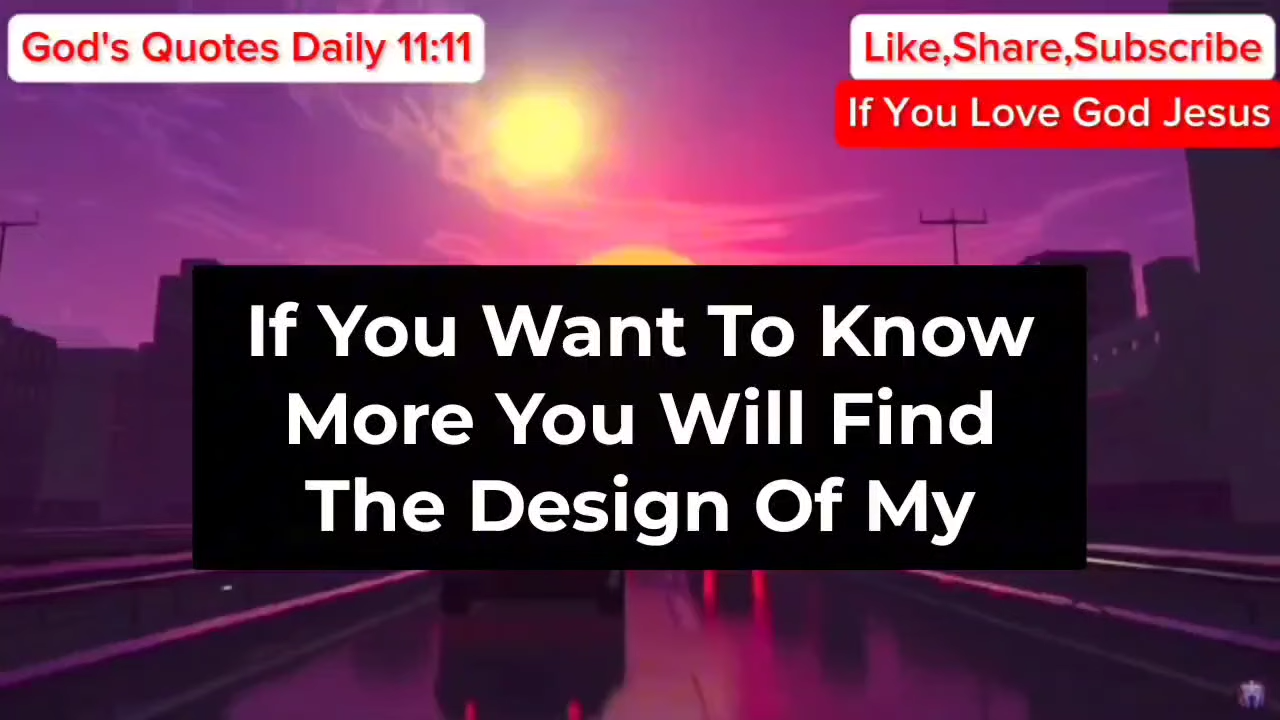 God's Quotes Daily 11:11
Like,Share,Subscribe
If You Love God Jesus
If You Want To Know
More You Will Find
The Design Of My